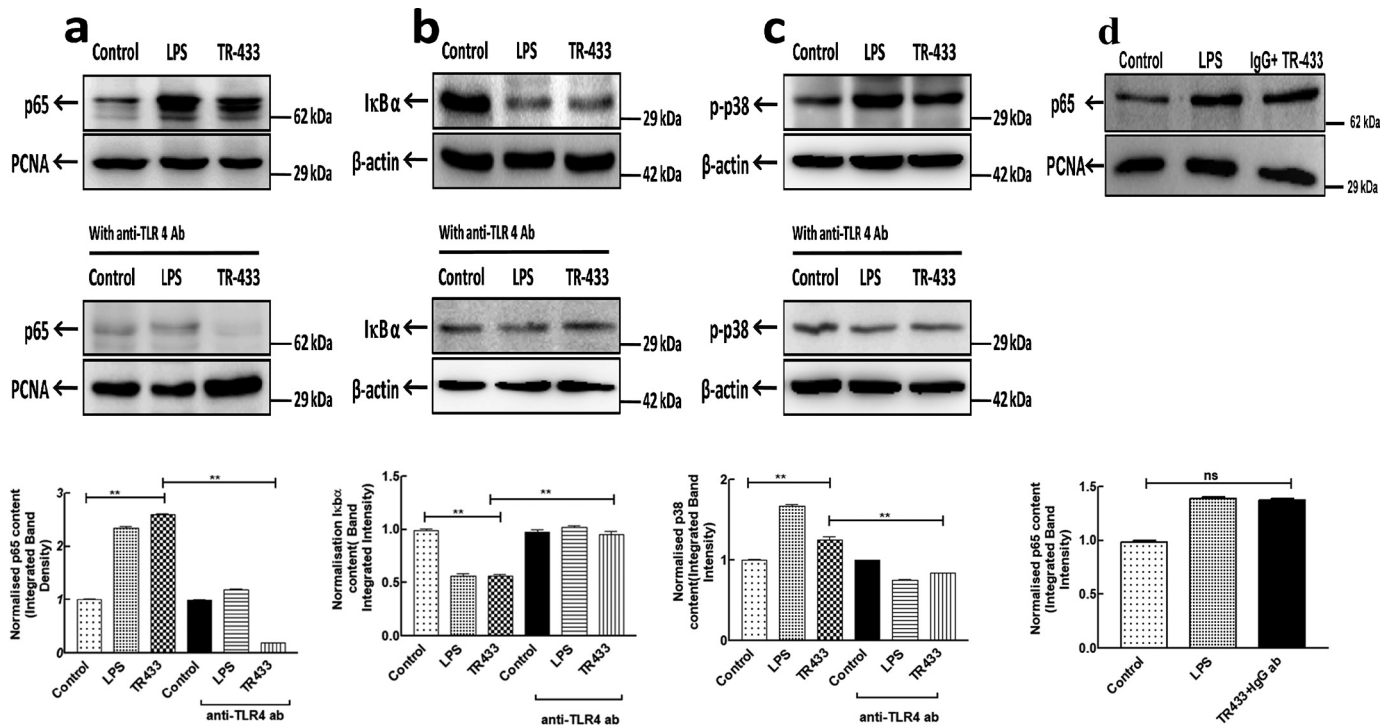 a
Control LPS TR-433
p65
62 kDa
PCNA
29 kDa
With anti-TLR 4 Ab
Control LPS TR-433
p65
62 kDa
PCNA
29 kDa
Normalised p65 content
(Integrated Band
Density)
3
2
1
0
**
**
Control
LPS
TR433
Control
LPS
TR433
anti-TLR4 ab
b
Control LPS TR-433
IκBα
29 kDa
β-actin
42 kDa
With anti-TLR 4 Ab
Control LPS TR-433
IκBα
29 kDa
β-actin
42 kDa
Normalisation Ikbα
content( Band
Integrated Intensity)
1.5
1.0
0.5
0.0
**
**
Control
LPS
TR433
Control
LPS
TR433
anti-TLR4 ab
c
Control LPS TR-433
p-p38
29 kDa
β-actin
42 kDa
With anti-TLR 4 Ab
Control LPS TR-433
p-p38
29 kDa
β-actin
42 kDa
Normalised p38
content(Integrated Band
Intensity)
2
1
0
**
**
Control
LPS
TR433
Control
LPS
TR433
anti-TLR4 ab
d
Control LPS IgG+ TR-433
p65
62 kDa
PCNA
29 kDa
Normalised p65 content
(Integrated Band
Intensity)
1.5
1.0
0.5
0.0
ns
Control
LPS
TR433+IgG ab